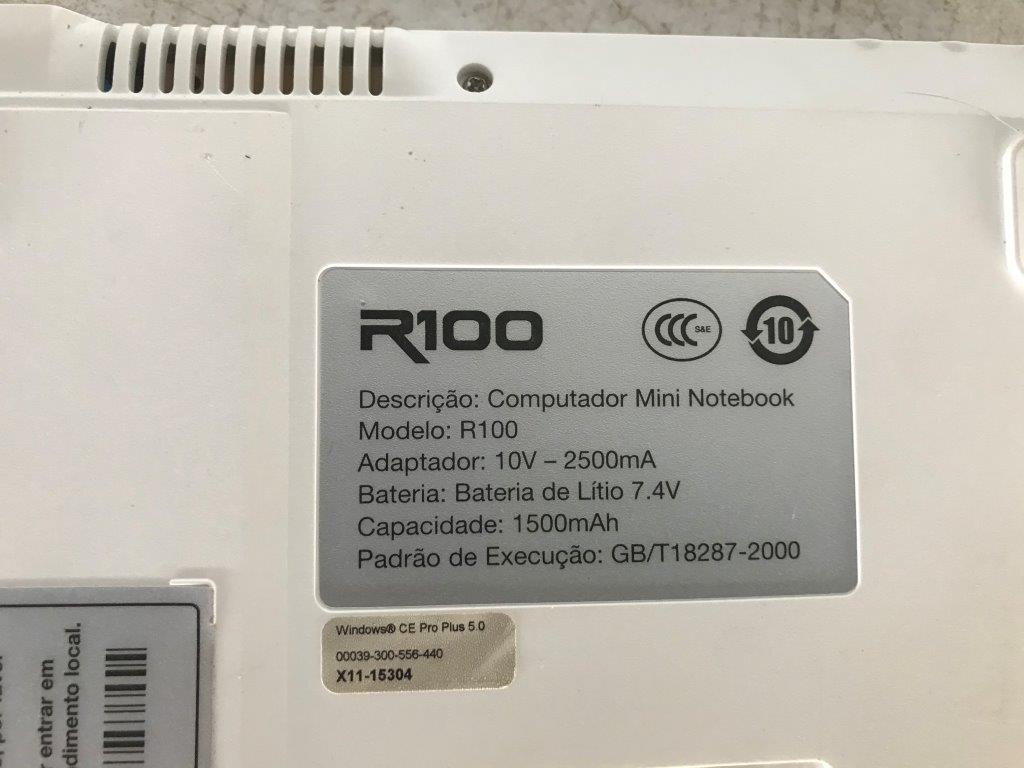 R100
CCC S&E
10
Descrição: Computador Mini Notebook
Modelo: R100
Adaptador: 10V – 2500mA
Bateria: Bateria de Lítio 7.4V
Capacidade: 1500mAh
Padrão de Execução: GB/T18287-2000
Windows® CE Pro Plus 5.0
00039-300-556-440
X11-15304
entrar em
dimento local.